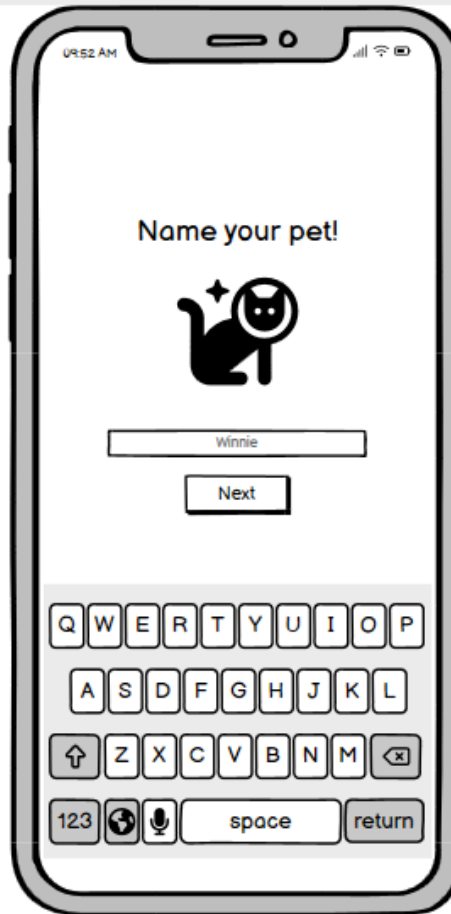 09:52 AM
Name your pet!
Winnie
Next
Q W E R T Y U I O P
A S D F G H J K L
Z X C V B N M
123 space return